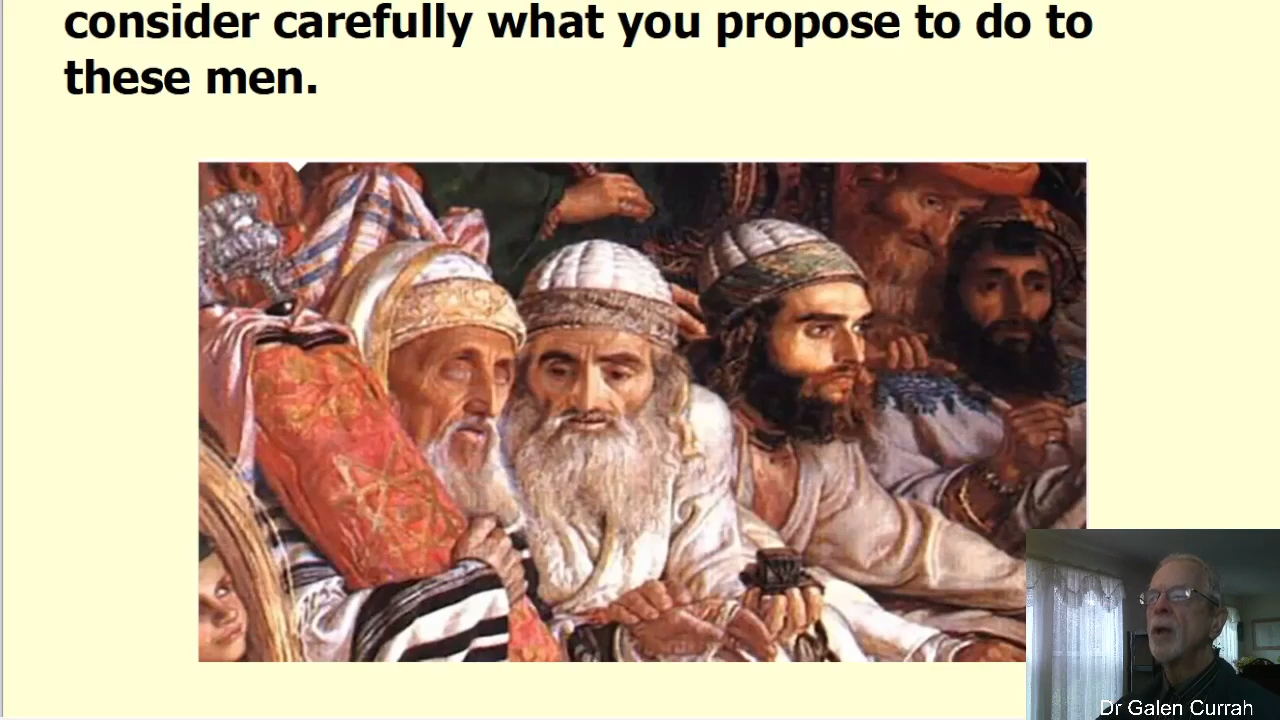 consider carefully what you propose to do to
these men.
Dr Galen Currah